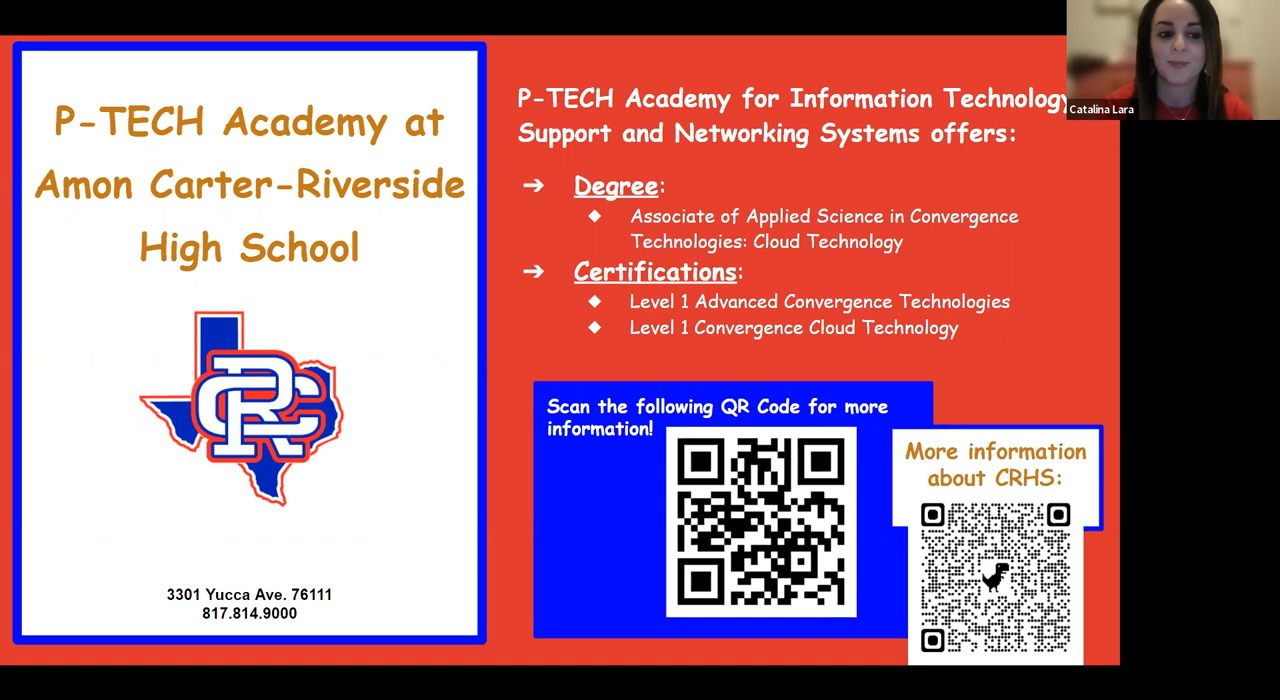 P-TECH Academy at
Amon Carter-Riverside
High School
CRS
3301 Yucca Ave. 76111
817.814.9000
P-TECH Academy for Information Technology
Support and Networking Systems offers:
➔ Degree:
◆ Associate of Applied Science in Convergence
Technologies: Cloud Technology
➔ Certifications:
◆ Level 1 Advanced Convergence Technologies
◆ Level 1 Convergence Cloud Technology
Scan the following QR Code for more
information!
More information
about CRHS:
Catalina Lara